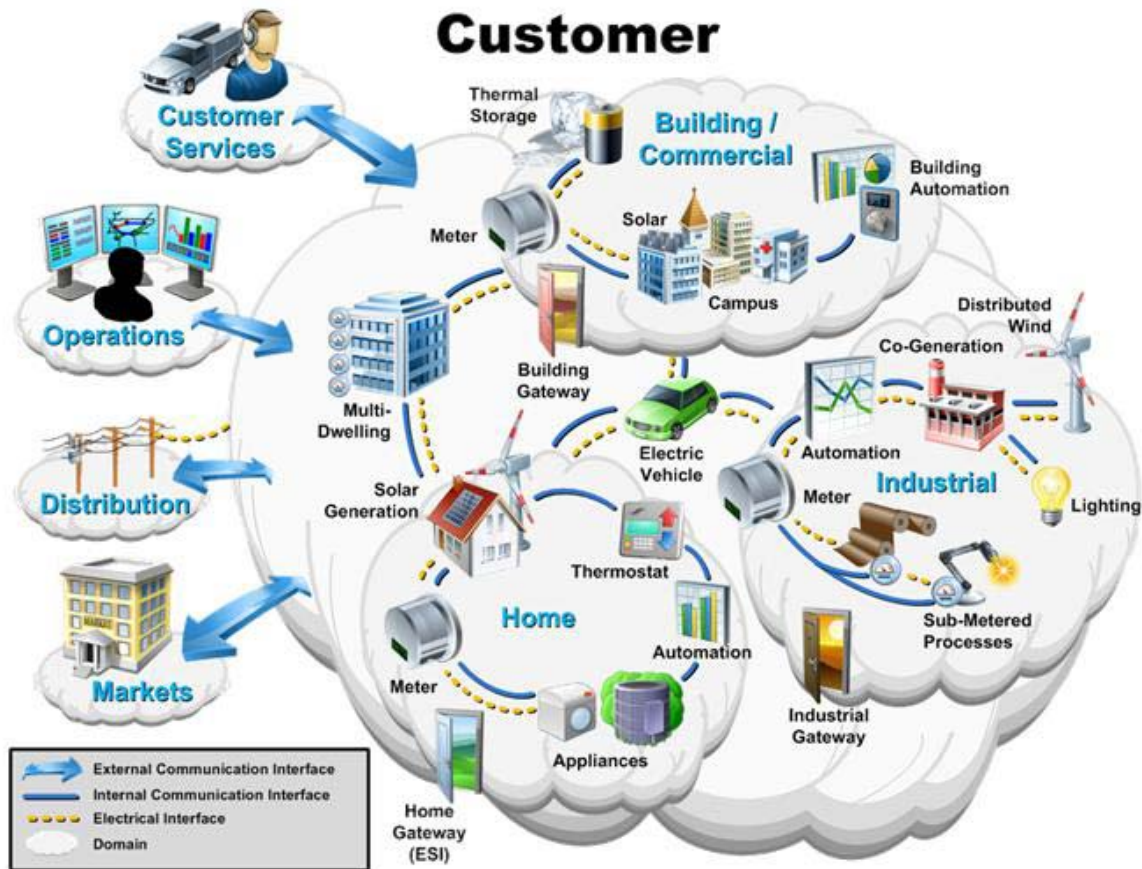 Customer
Customer
Services
Thermal
Storage
Building /
Commercial
Building
Automation
Meter
Solar
Campus
Operations
Building
Gateway
Multi-
Dwelling
Distributed
Wind
Co-Generation
Electric
Vehicle
Automation
Industrial
Meter
Lighting
Distribution
Solar
Generation
Thermostat
Sub-Metered
Processes
Home
Automation
Meter
Appliances
Industrial
Gateway
Home
Gateway
(ESI)
MARKET
Markets
External Communication Interface
Internal Communication Interface
Electrical Interface
Domain